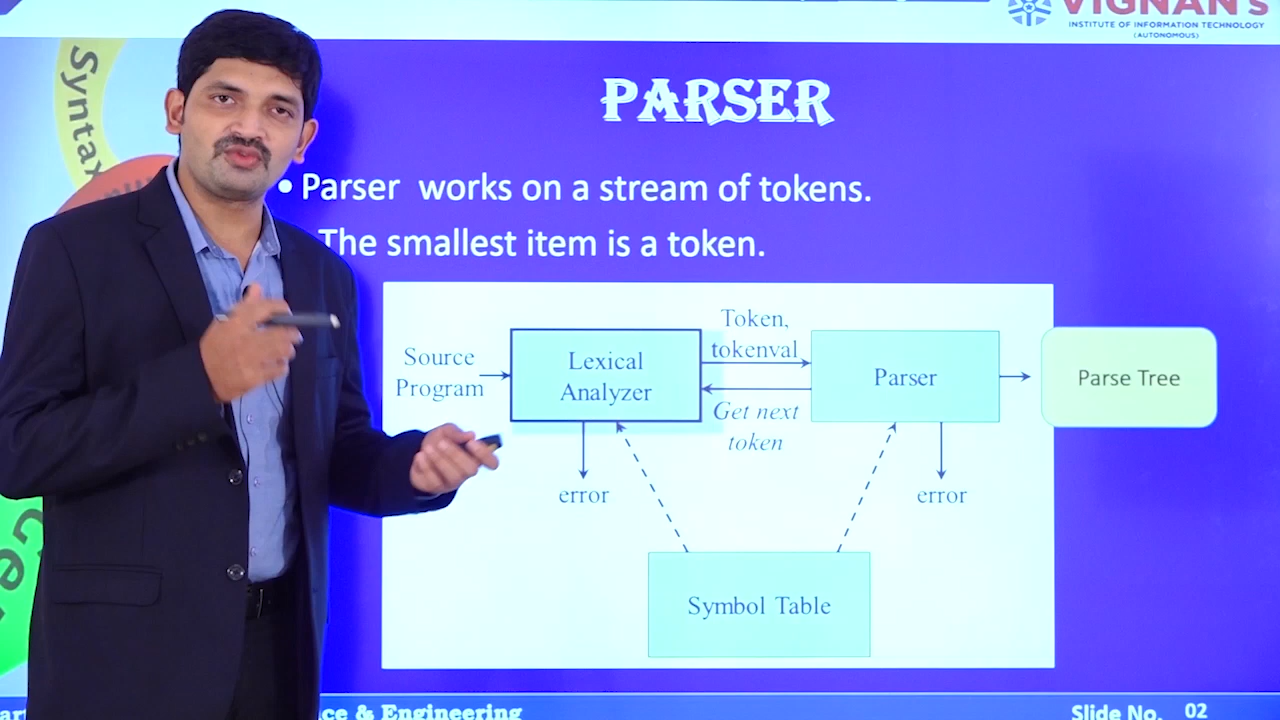 VIGNAN's
INSTITUTE OF INFORMATION TECHNOLOGY
(AUTONOMOUS)
Syntax
PARSER
• Parser works on a stream of tokens.
The smallest item is a token.
Source
Program
Lexical
Analyzer
Token,
tokenval
Get next
token
Parser
Parse Tree
error
error
Symbol Table
& Engineering
Slide No. 02